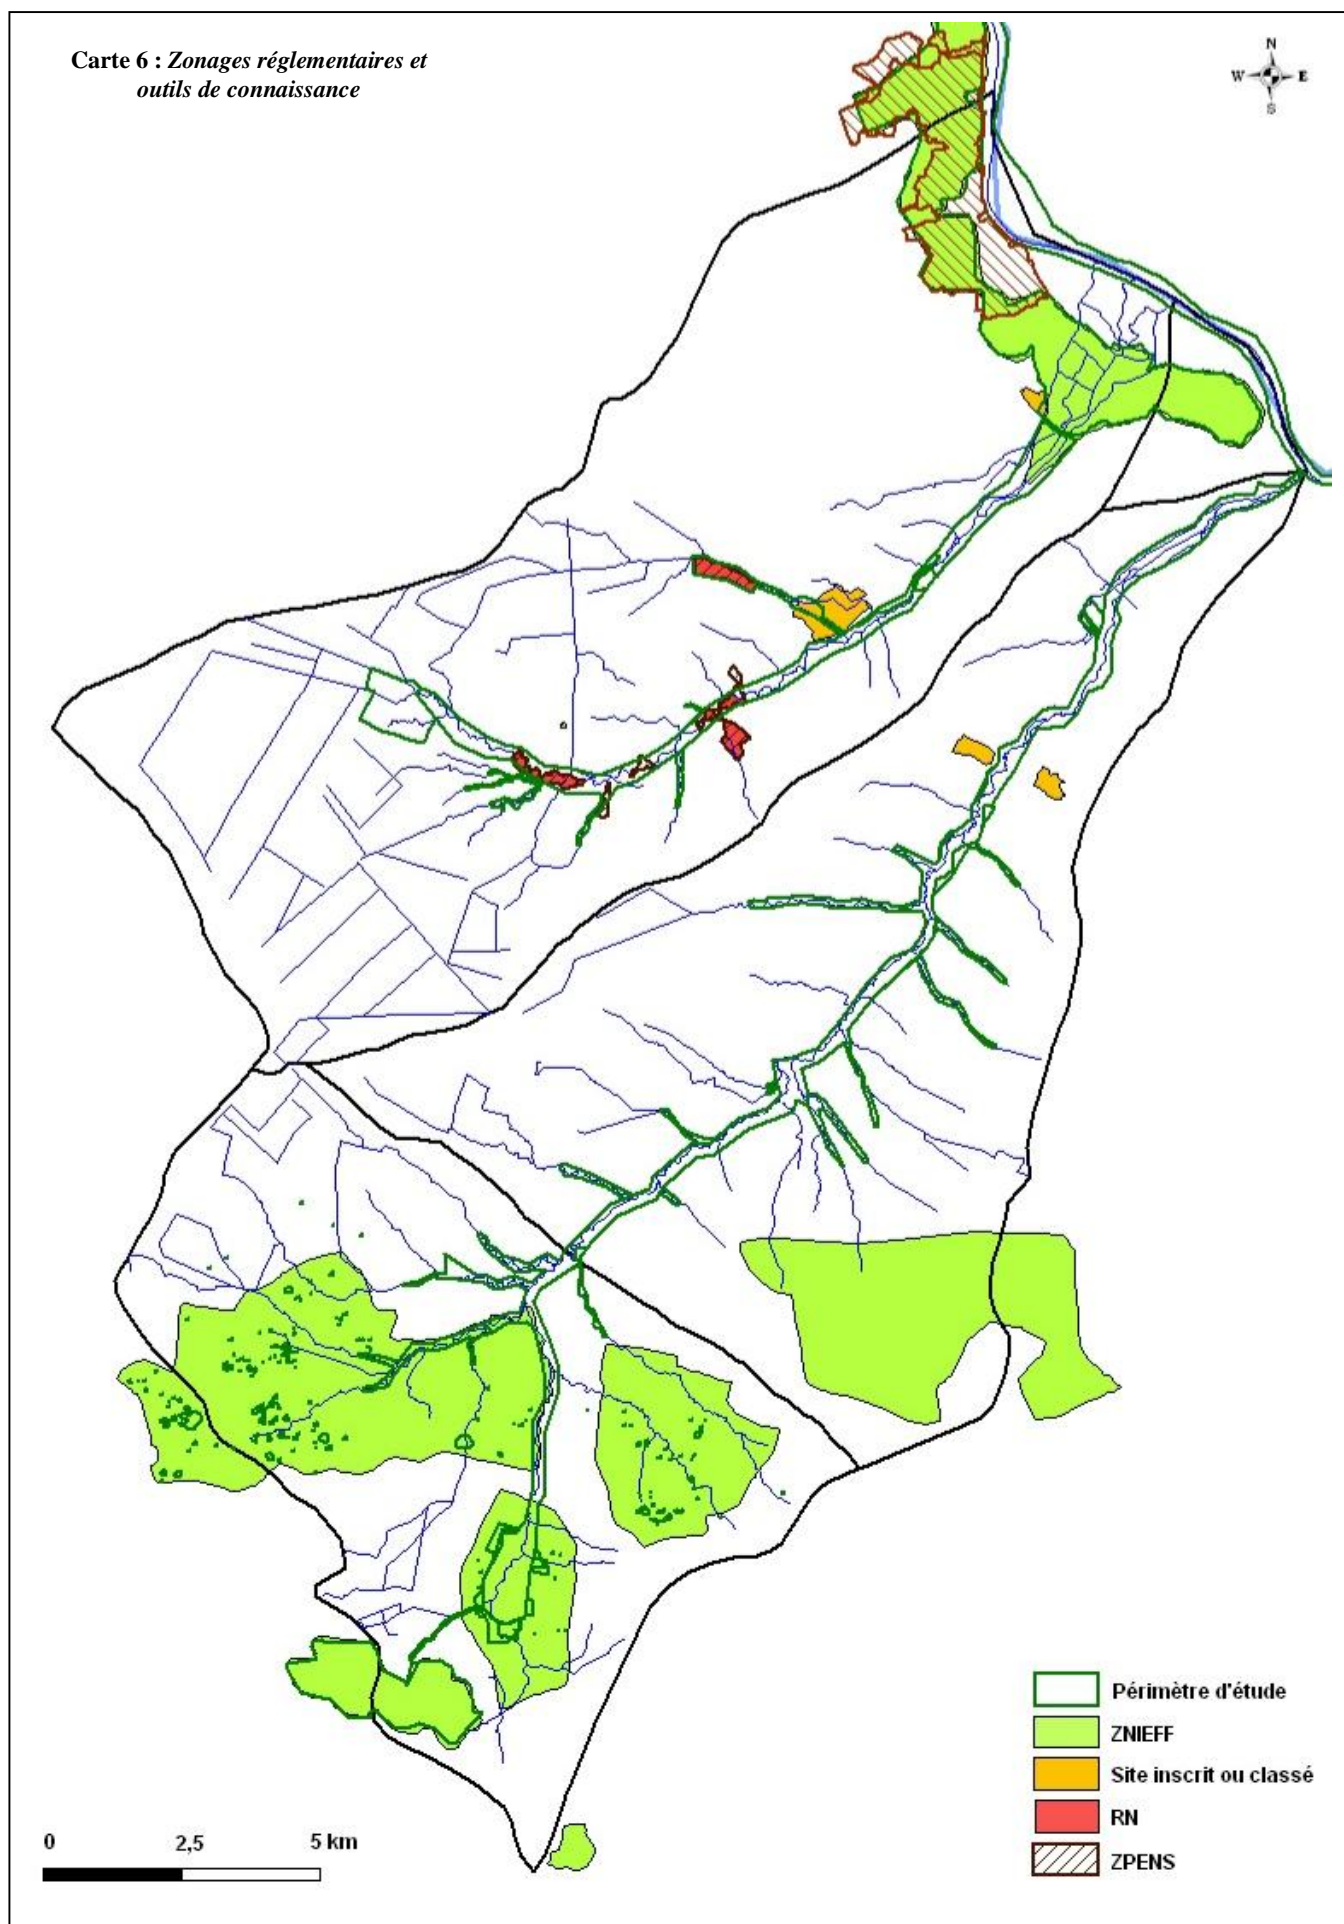 Carte 6 : Zonages réglementaires et
outils de connaissance
N
W E
S
Périmètre d'étude
ZNIEFF
Site inscrit ou classé
RN
ZPENS
0 2,5 5 km